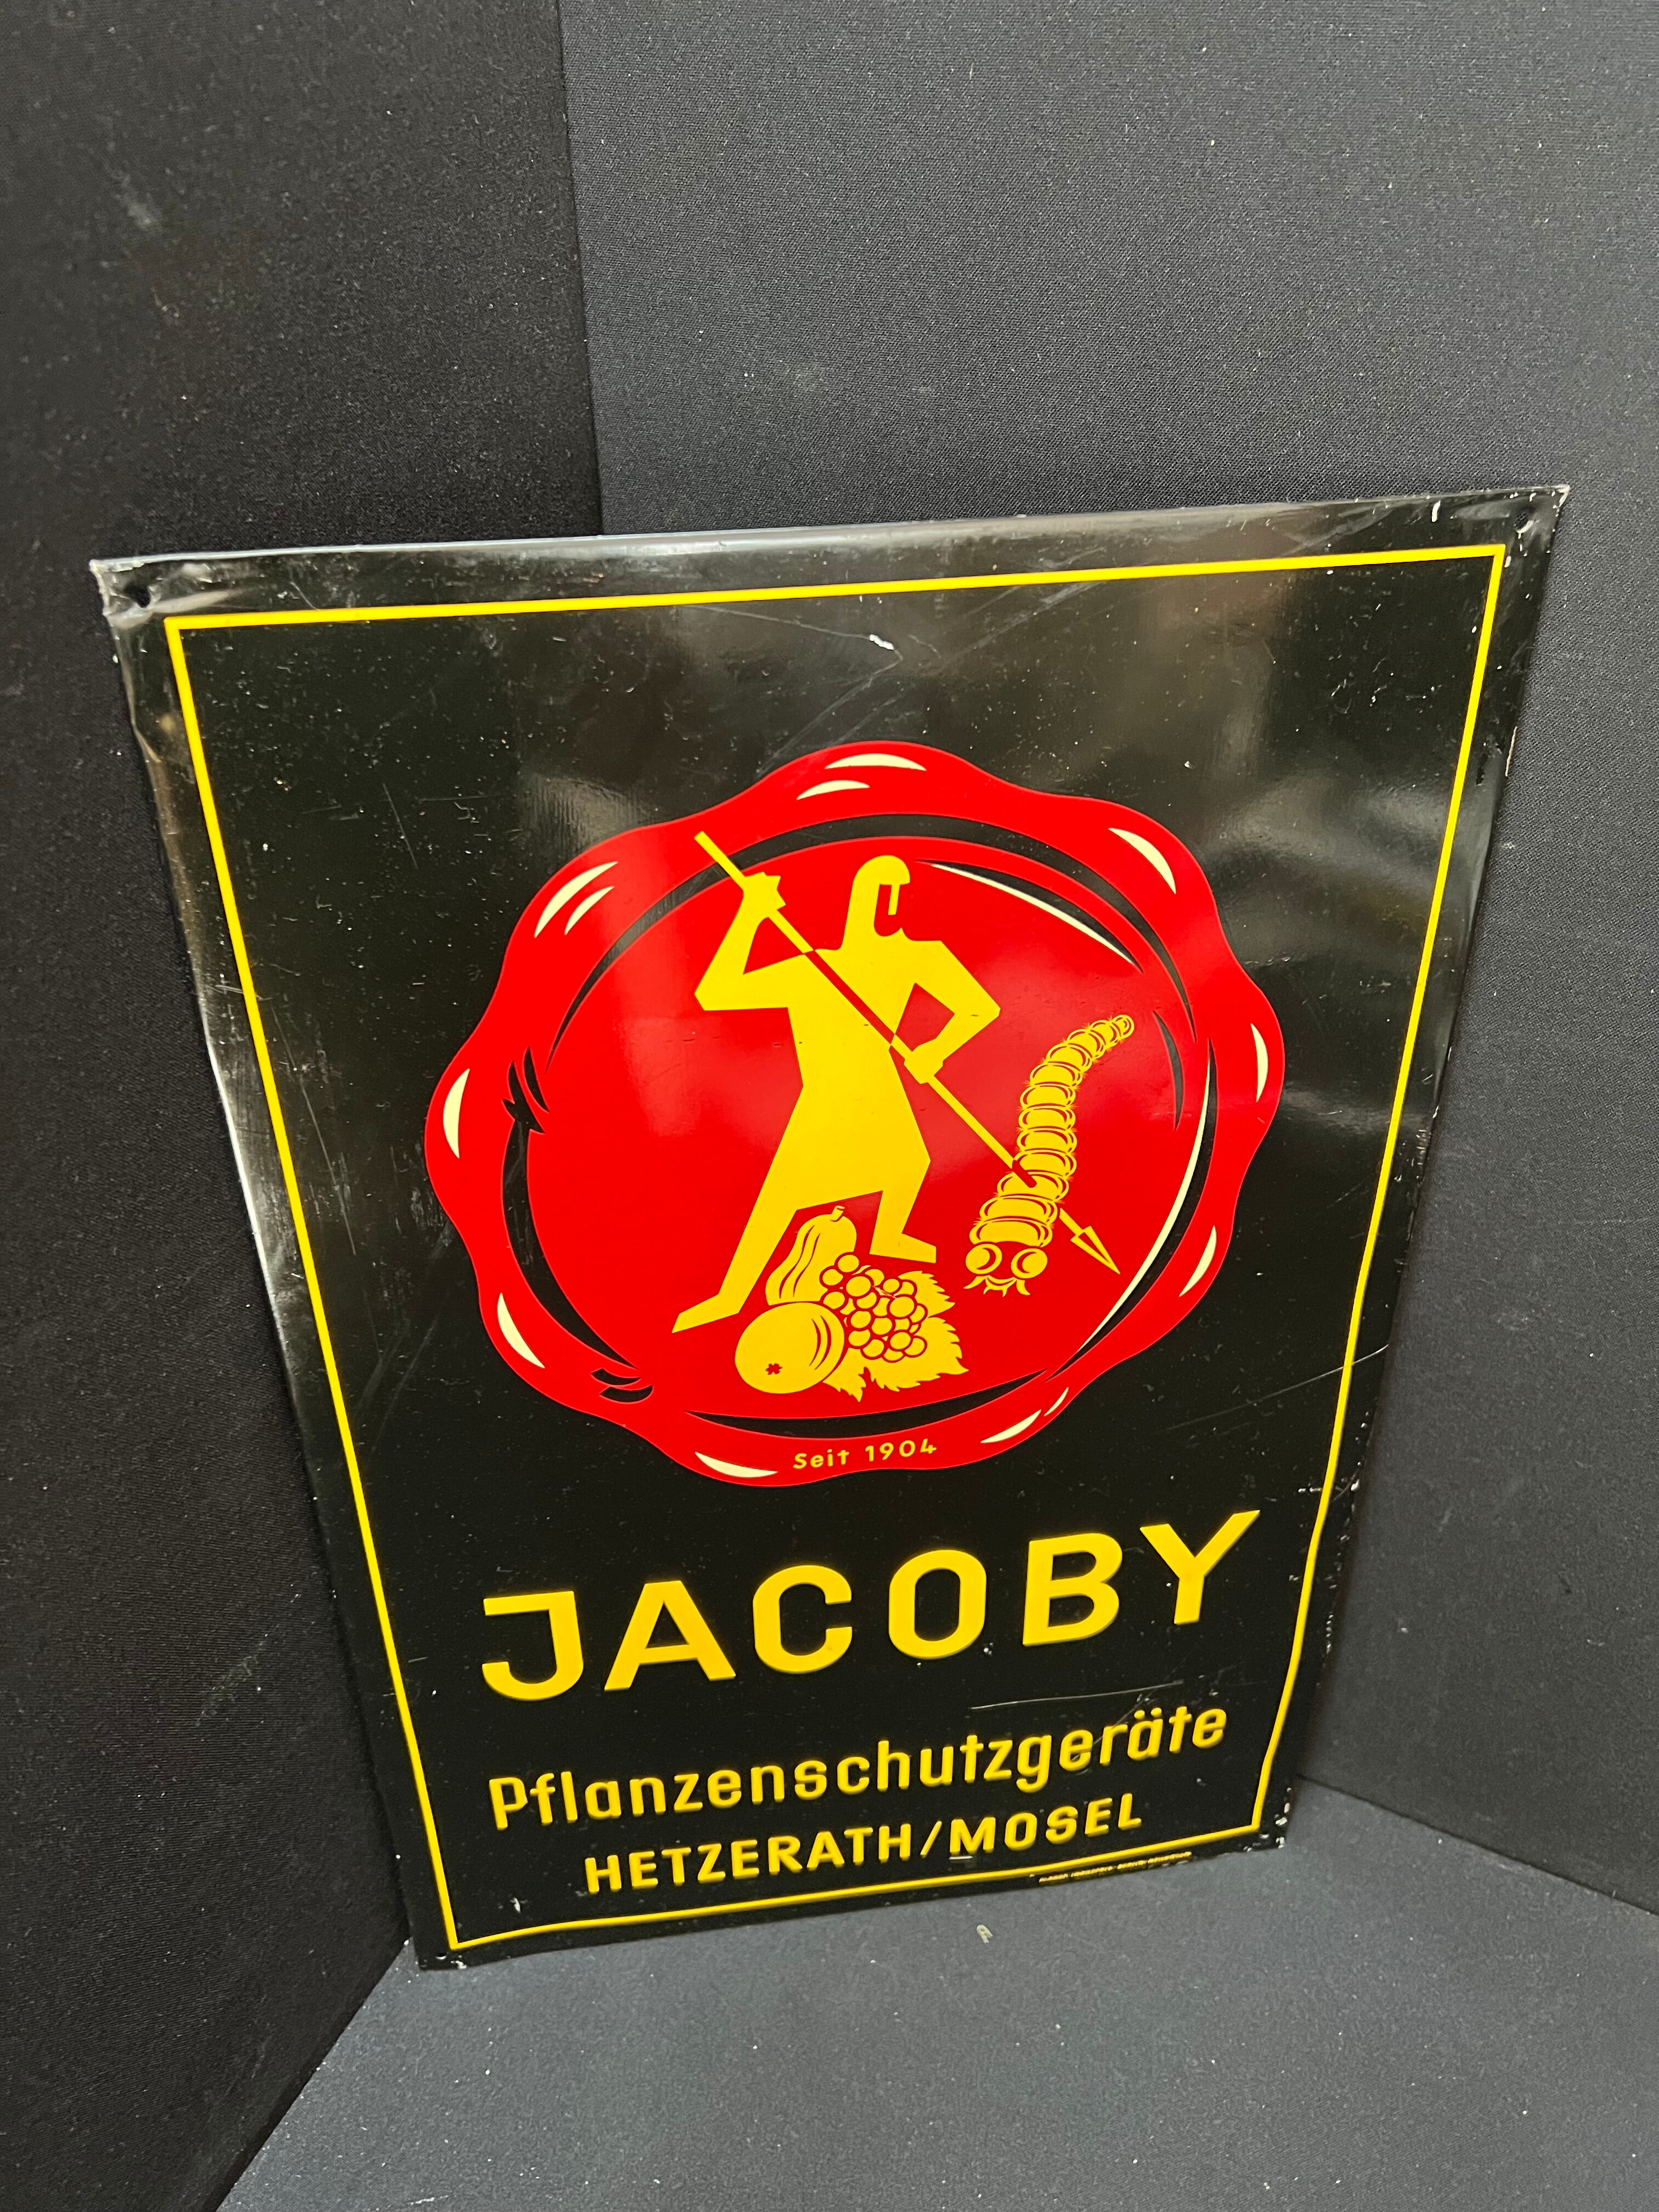 Seit 1904
JACOBY
Pflanzenschutzgeräte
HETZERATH/MOSEL